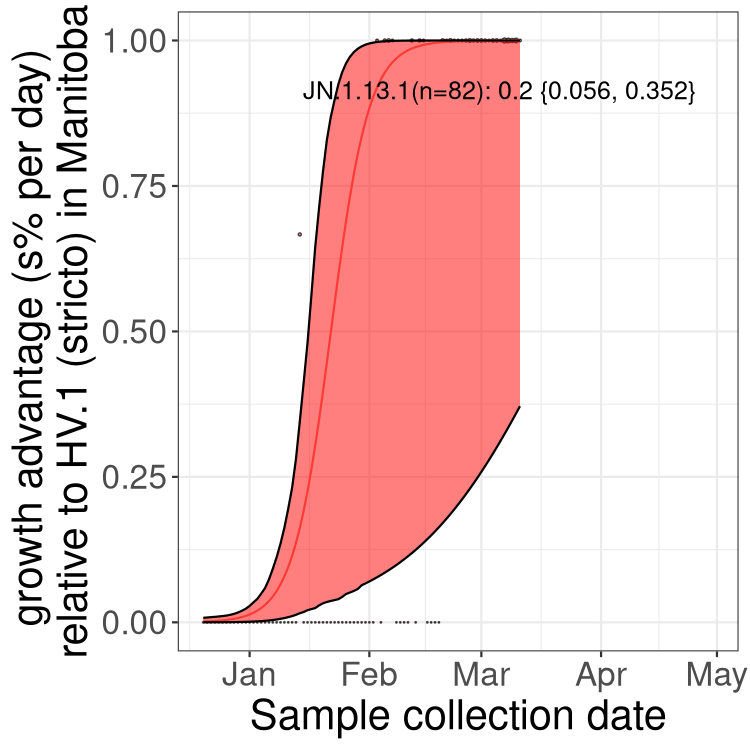 growth advantage (s% per day)
relative to HV.1 (stricto) in Manitoba
1.00
0.75
0.50
0.25
0.00
JN.1.13.1(n=82): 0.2 {0.056, 0.352}
Jan Feb Mar Apr May
Sample collection date